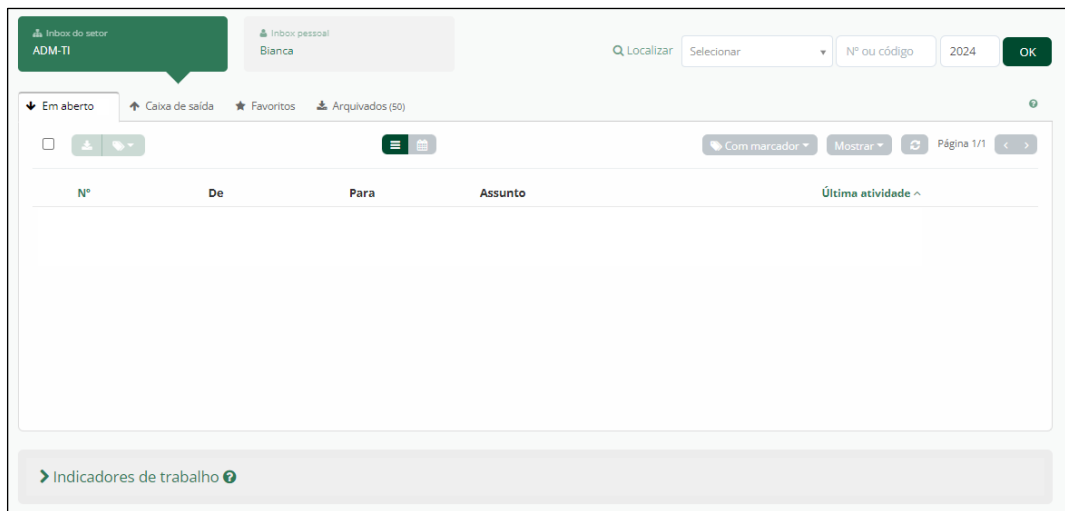 Inbox do setor
ADM-TI
Inbox pessoal
Bianca
Localizar Selecionar Nº ou código 2024 OK
Em aberto Caixa de saída Favoritos Arquivados (50)
Com marcador Mostrar Página 1/1
Nº De Para Assunto Última atividade
Indicadores de trabalho